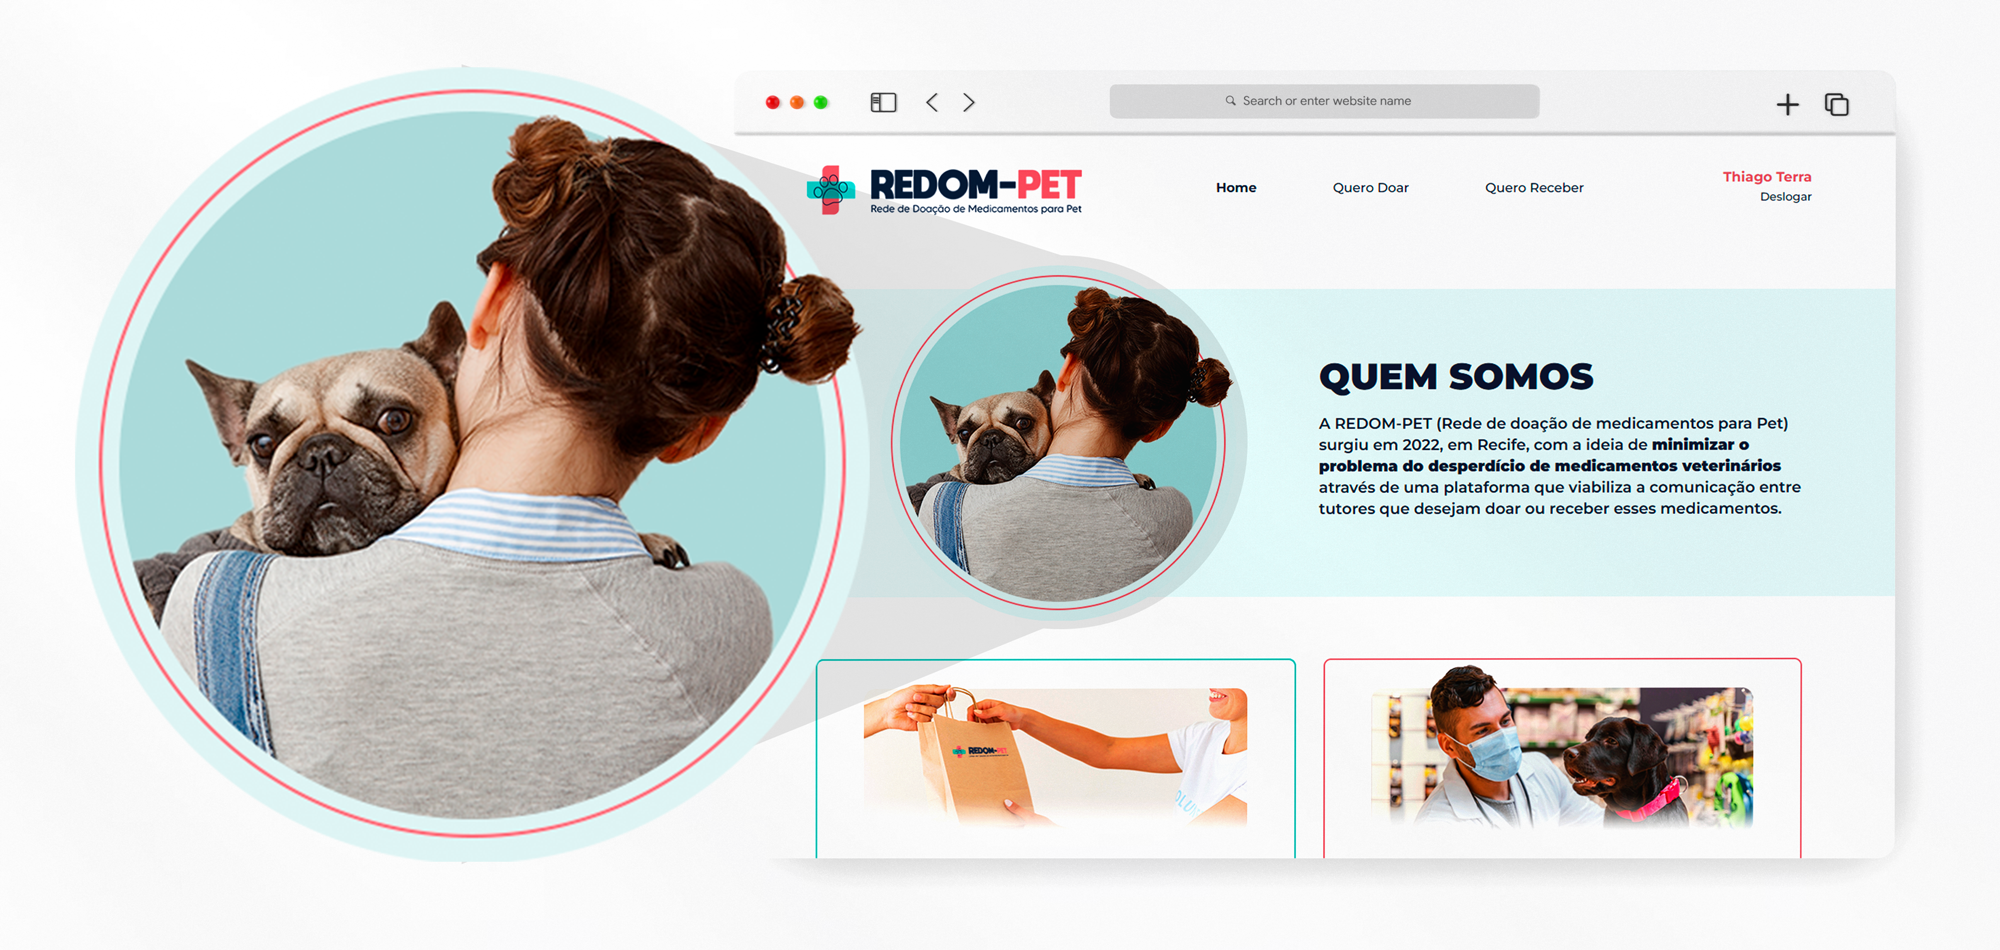 Search or enter website name
REDOM-PET
Rede de Doação de Medicamentos para Pet
Home
Quero Doar
Quero Receber
Thiago Terra
Deslogar
QUEM SOMOS
A REDOM-PET (Rede de doação de medicamentos para Pet)
surgiu em 2022, em Recife, com a ideia de minimizar o
problema do desperdício de medicamentos veterinários
através de uma plataforma que viabiliza a comunicação entre
tutores que desejam doar ou receber esses medicamentos.
REDOM-PET